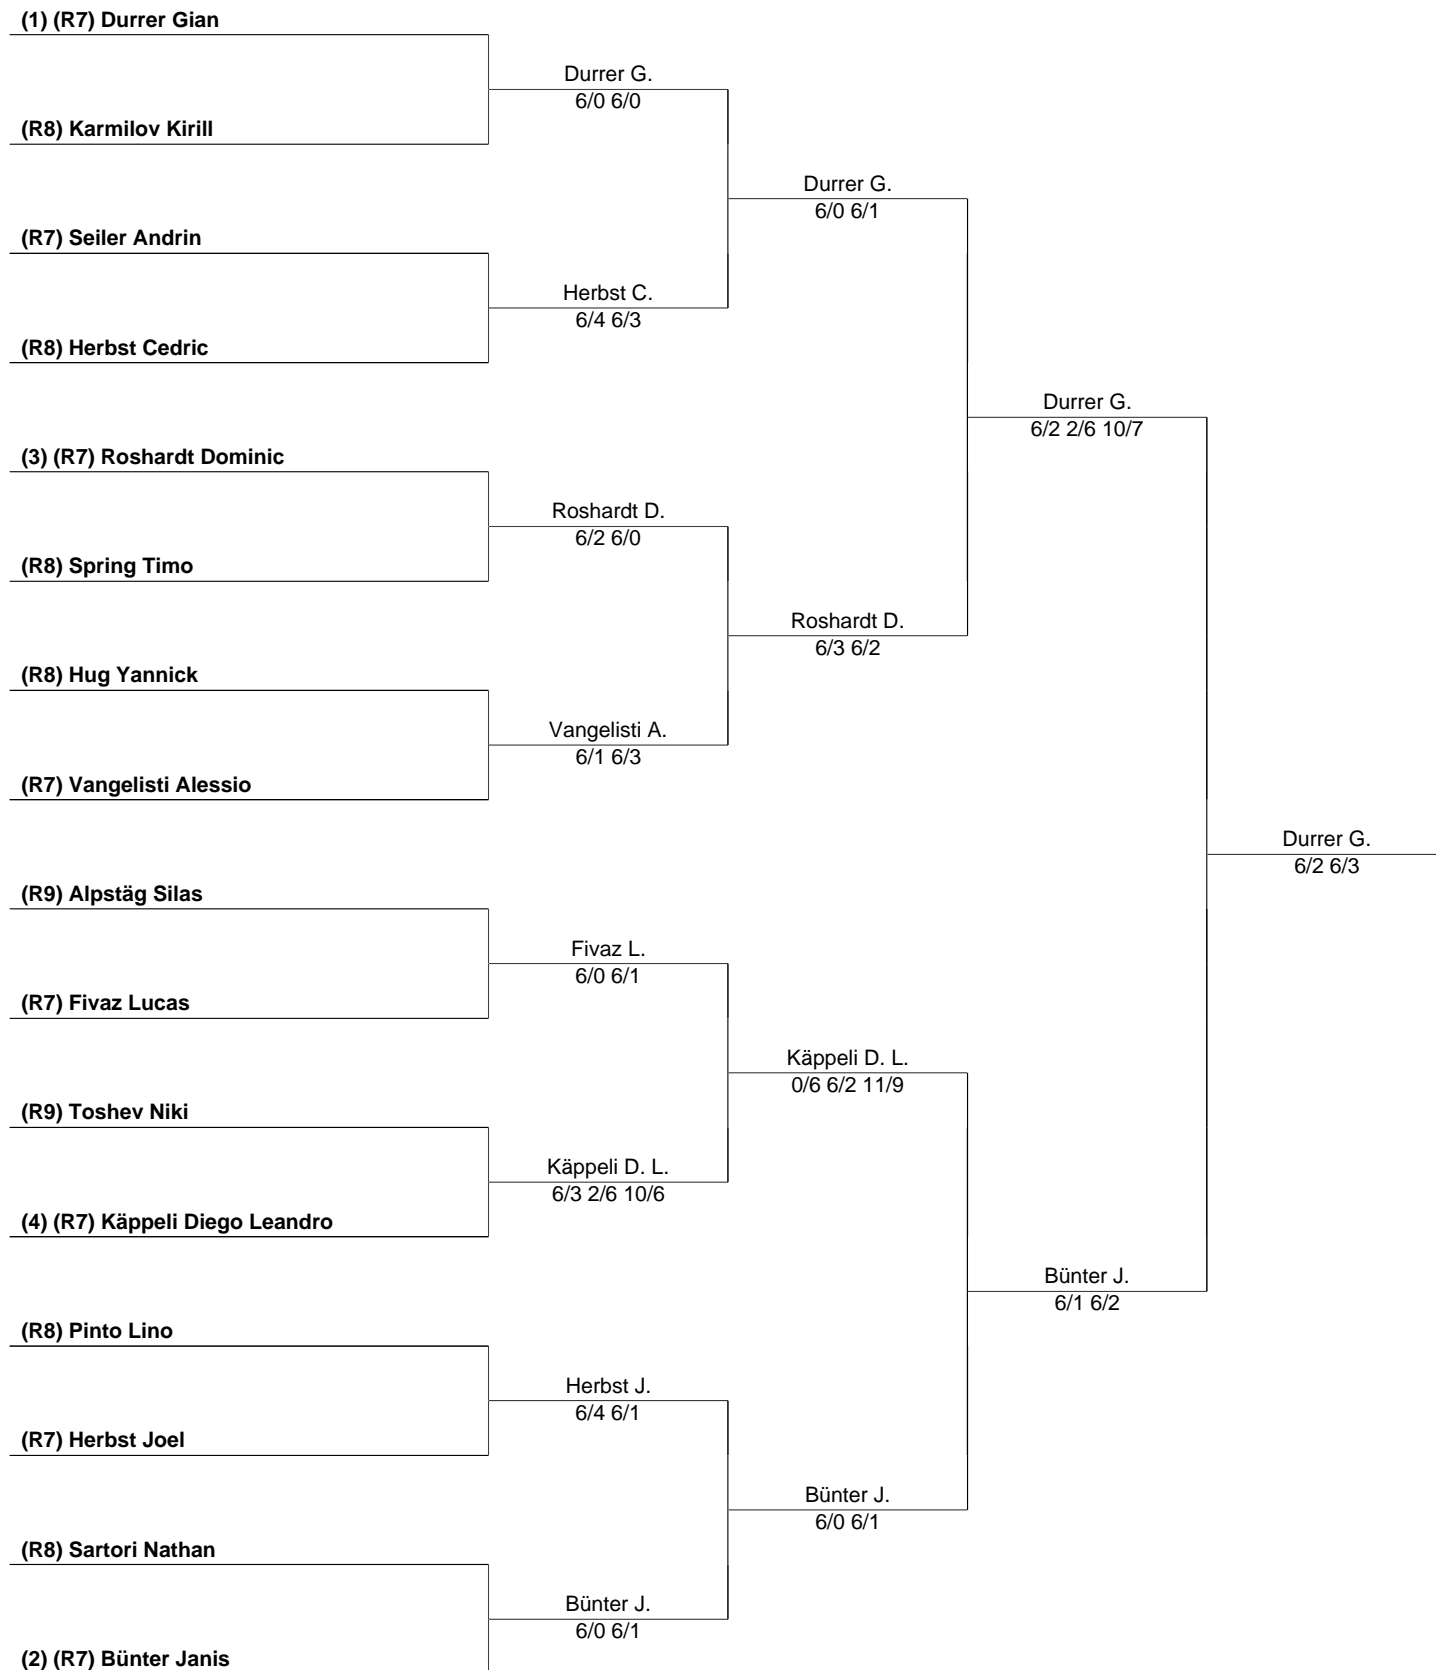 (1) (R7) Durrer Gian
Durrer G.
6/0 6/0
(R8) Karmilov Kirill
Durrer G.
6/0 6/1
(R7) Seiler Andrin
Herbst C.
6/4 6/3
(R8) Herbst Cedric
Durrer G.
6/2 2/6 10/7
(3) (R7) Roshardt Dominic
Roshardt D.
6/2 6/0
(R8) Spring Timo
Roshardt D.
6/3 6/2
(R8) Hug Yannick
Vangelisti A.
6/1 6/3
(R7) Vangelisti Alessio
Durrer G.
6/2 6/3
(R9) Alpstäg Silas
Fivaz L.
6/0 6/1
(R7) Fivaz Lucas
Käppeli D. L.
0/6 6/2 11/9
(R9) Toshev Niki
Käppeli D. L.
6/3 2/6 10/6
(4) (R7) Käppeli Diego Leandro
Bünter J.
6/1 6/2
(R8) Pinto Lino
Herbst J.
6/4 6/1
(R7) Herbst Joel
Bünter J.
6/0 6/1
(R8) Sartori Nathan
Bünter J.
6/0 6/1
(2) (R7) Bünter Janis